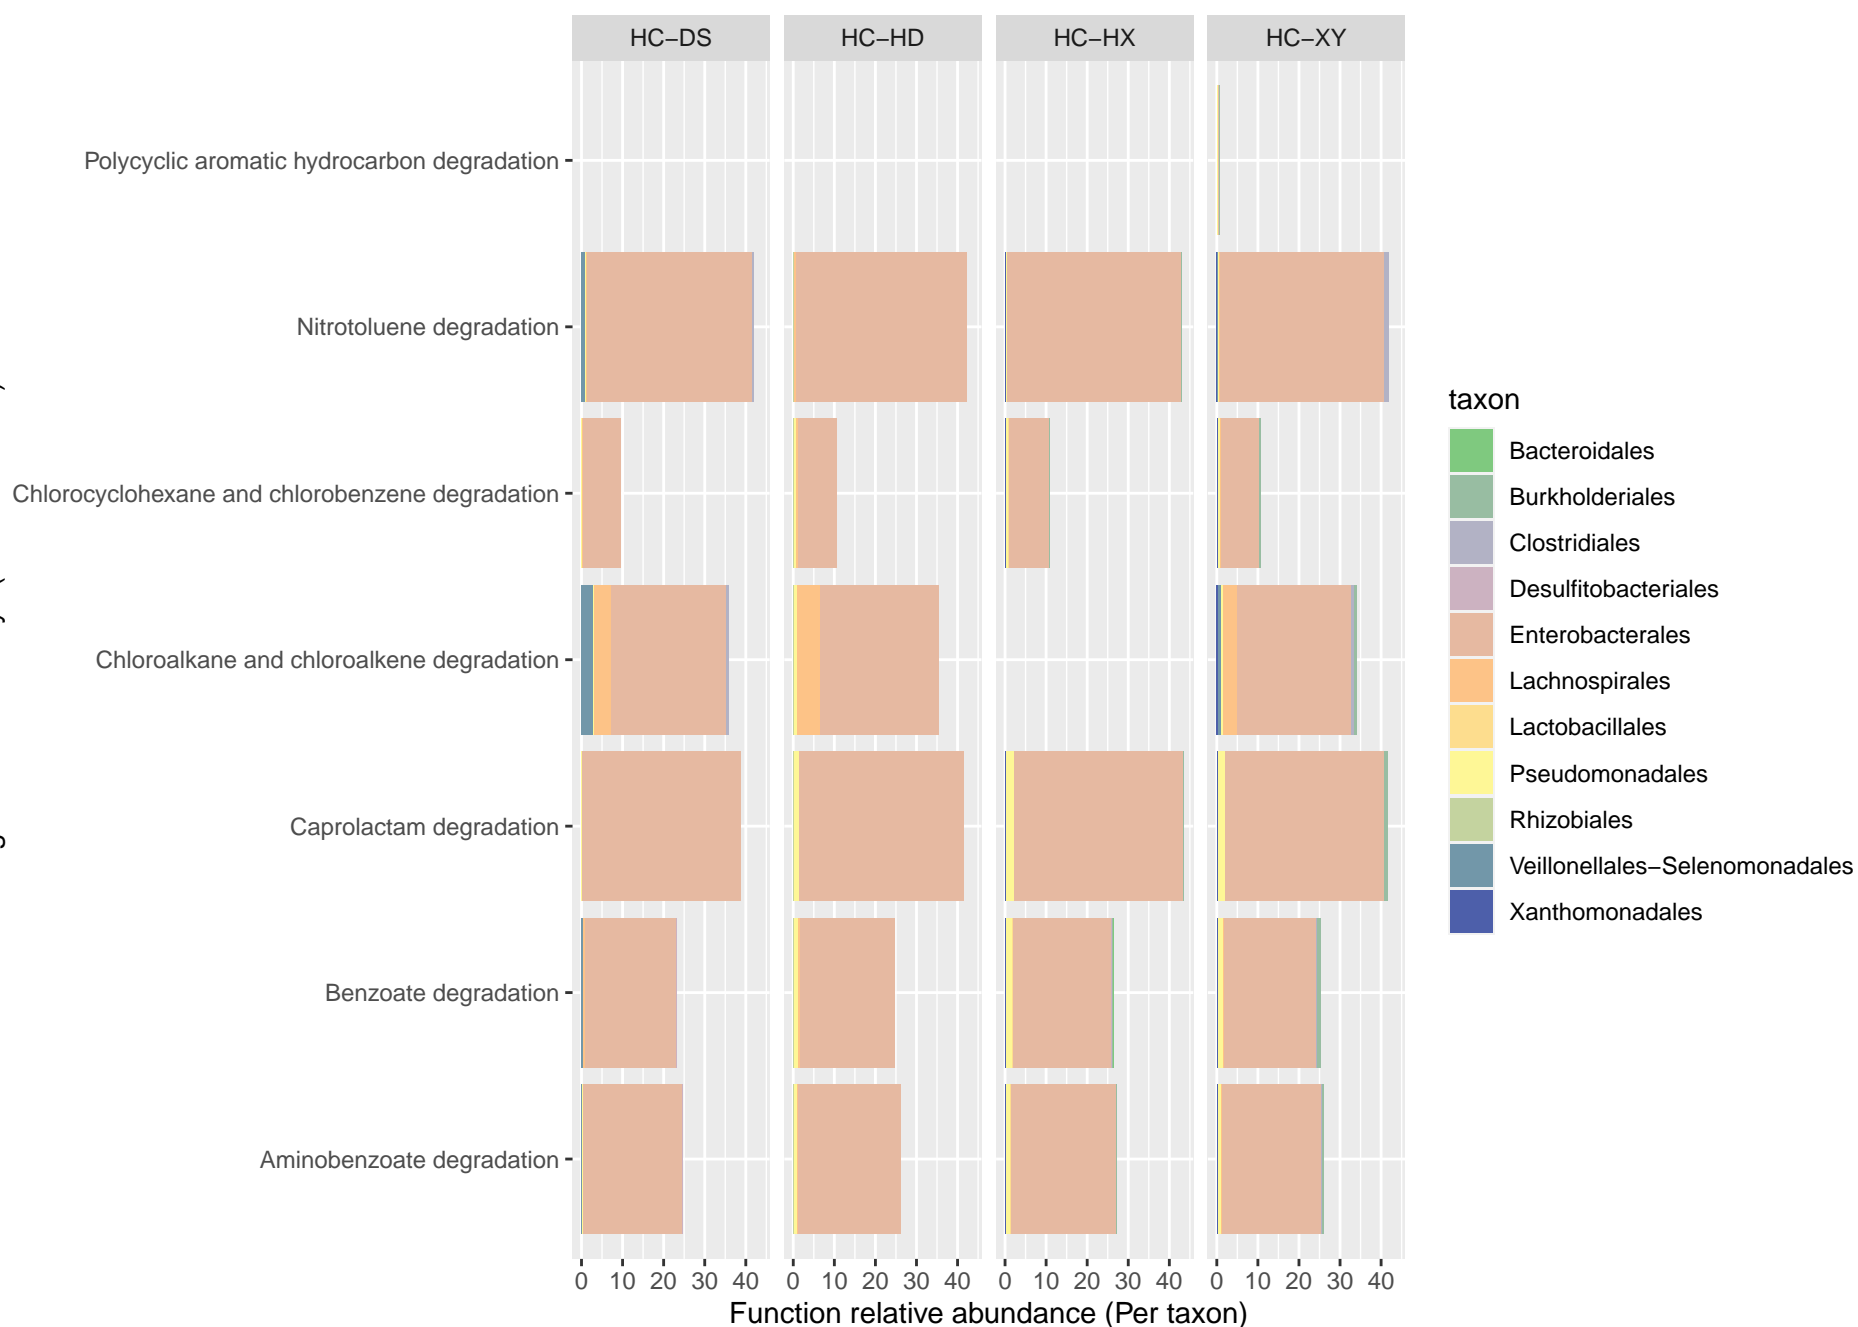 HC−DS HC−HD HC−HX HC−XY
Polycyclic aromatic hydrocarbon degradation
Nitrotoluene degradation
Chlorocyclohexane and chlorobenzene degradation
Chloroalkane and chloroalkene degradation
Caprolactam degradation
Benzoate degradation
Aminobenzoate degradation
0 10 20 30 40 0 10 20 30 40 0 10 20 30 40 0 10 20 30 40
Function relative abundance (Per taxon)
taxon
Bacteroidales
Burkholderiales
Clostridiales
Desulfitobacteriales
Enterobacterales
Lachnospirales
Lactobacillales
Pseudomonadales
Rhizobiales
Veillonellales−Selenomonadales
Xanthomonadales